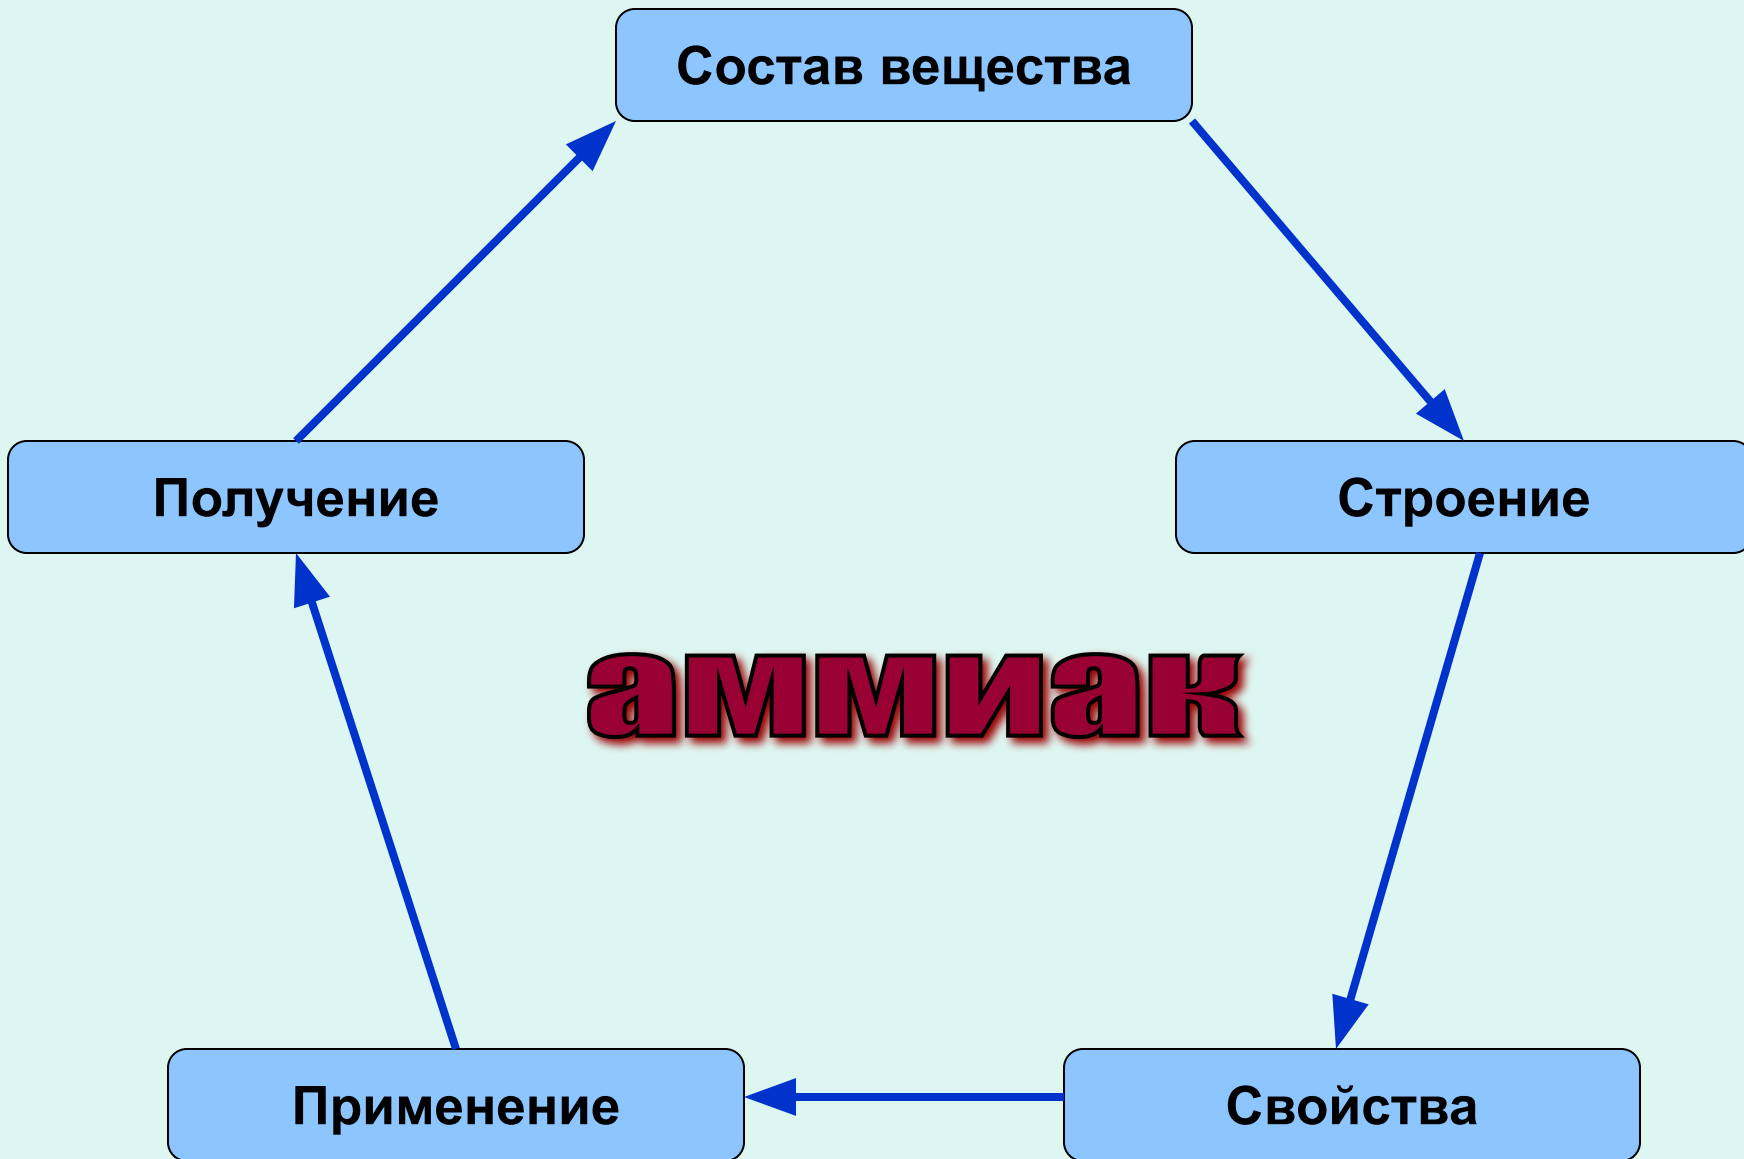 Состав вещества
Получение
Строение
аммиак
Применение
Свойства